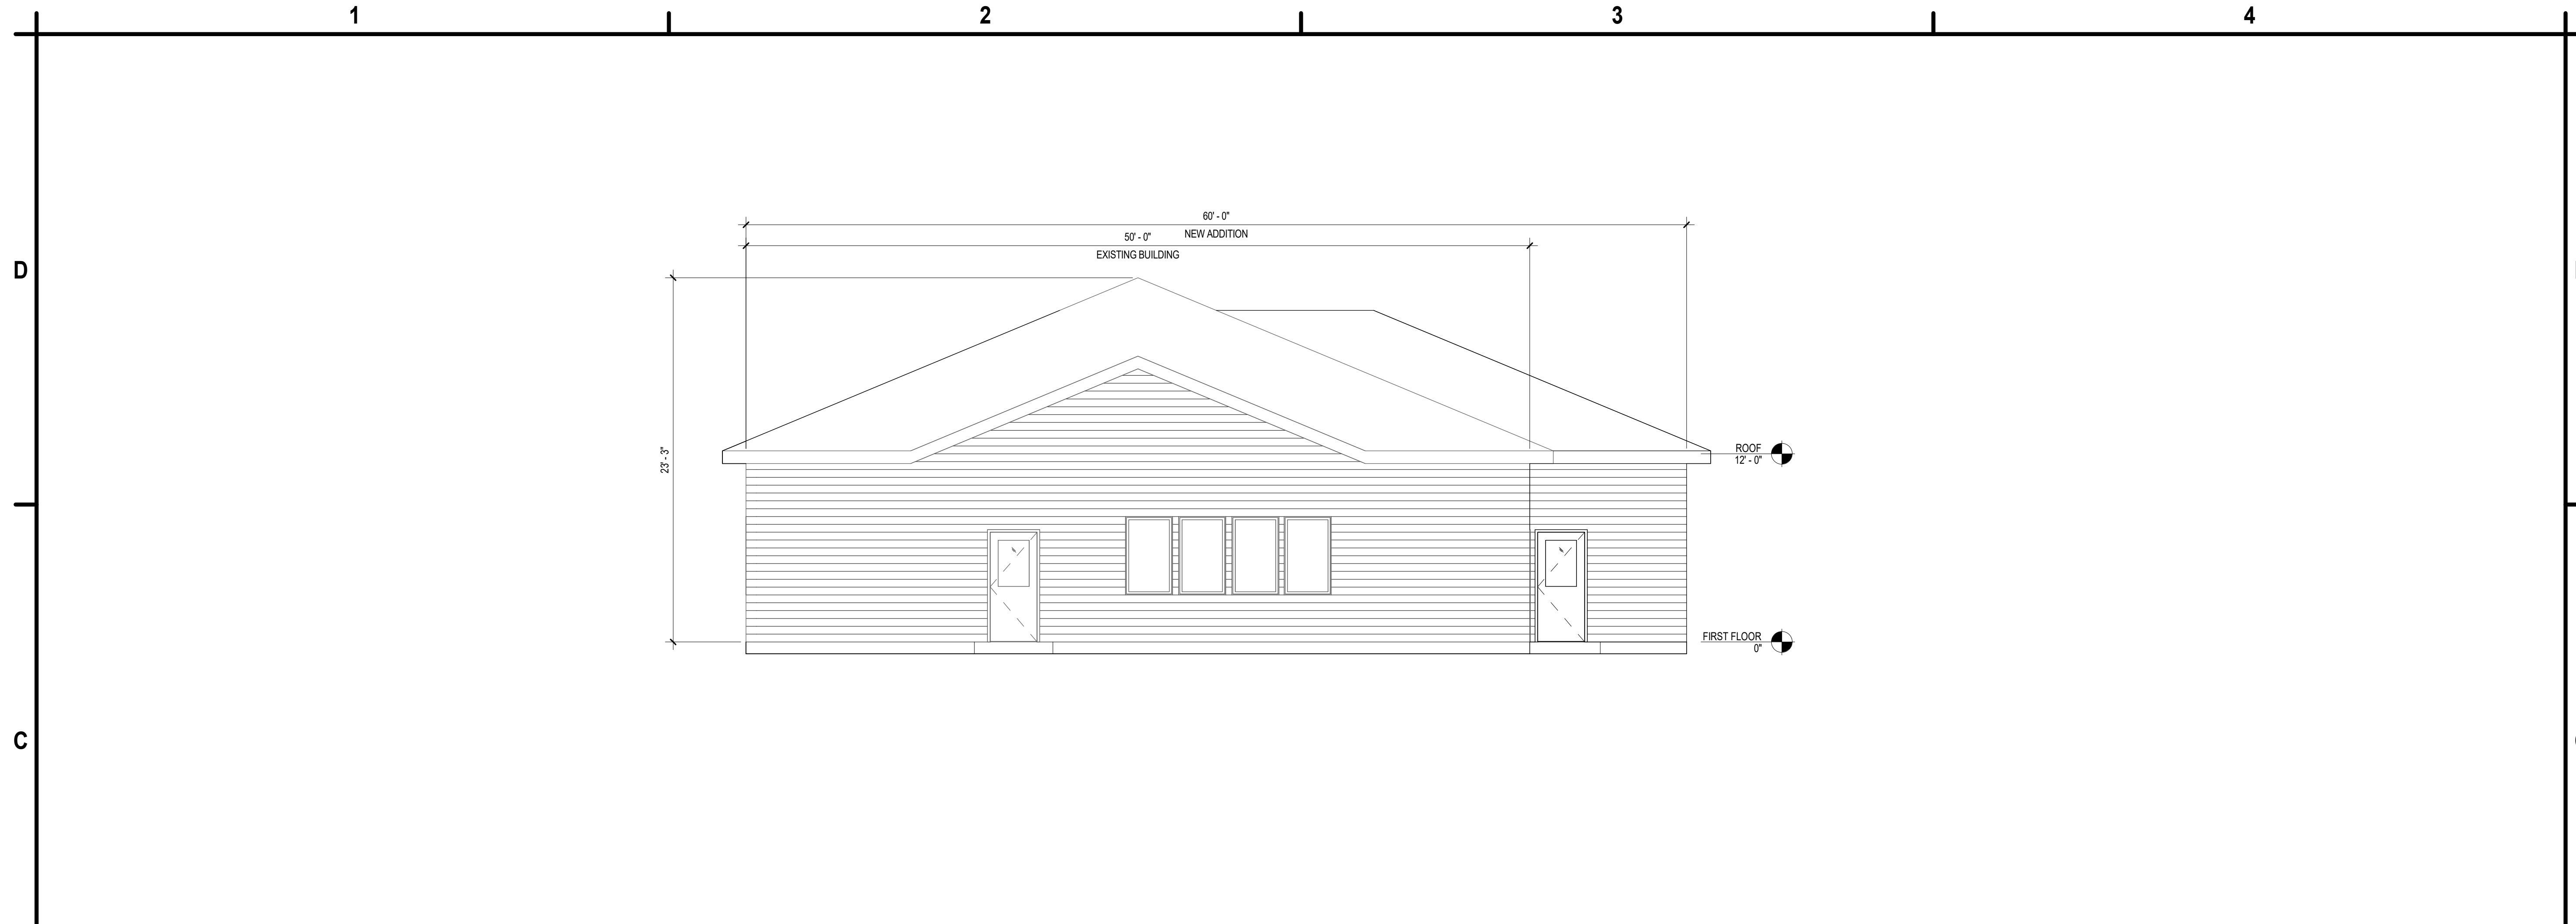 1 2 3 4
60' - 0"
NEW ADDITION
50' - 0"
EXISTING BUILDING
D
23' - 3"
ROOF
12' - 0"
FIRST FLOOR
0"
C